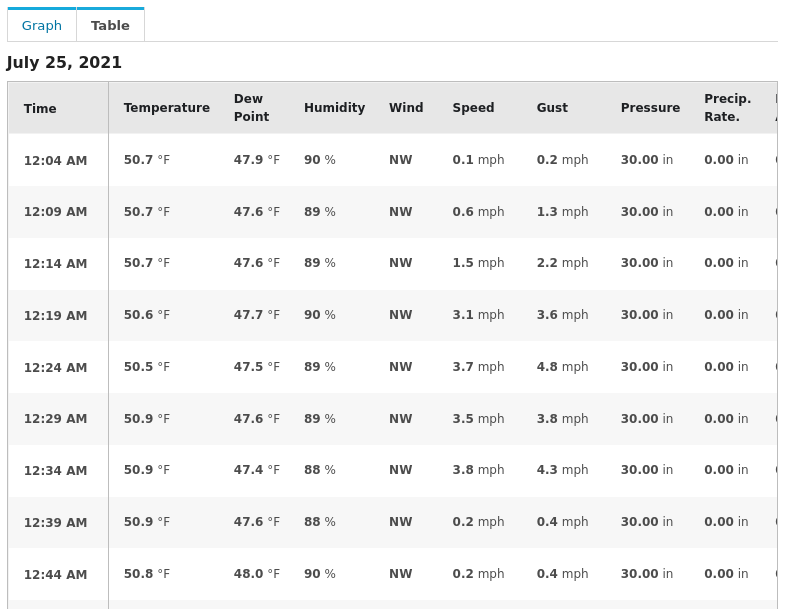 Graph Table
July 25, 2021
Time Temperature Dew Point Humidity Wind Speed Gust Pressure Precip. Rate.
12:04 AM 50.7 °F 47.9 °F 90 % NW 0.1 mph 0.2 mph 30.00 in 0.00 in
12:09 AM 50.7 °F 47.6 °F 89 % NW 0.6 mph 1.3 mph 30.00 in 0.00 in
12:14 AM 50.7 °F 47.6 °F 89 % NW 1.5 mph 2.2 mph 30.00 in 0.00 in
12:19 AM 50.6 °F 47.7 °F 90 % NW 3.1 mph 3.6 mph 30.00 in 0.00 in
12:24 AM 50.5 °F 47.5 °F 89 % NW 3.7 mph 4.8 mph 30.00 in 0.00 in
12:29 AM 50.9 °F 47.6 °F 89 % NW 3.5 mph 3.8 mph 30.00 in 0.00 in
12:34 AM 50.9 °F 47.4 °F 88 % NW 3.8 mph 4.3 mph 30.00 in 0.00 in
12:39 AM 50.9 °F 47.6 °F 88 % NW 0.2 mph 0.4 mph 30.00 in 0.00 in
12:44 AM 50.8 °F 48.0 °F 90 % NW 0.2 mph 0.4 mph 30.00 in 0.00 in